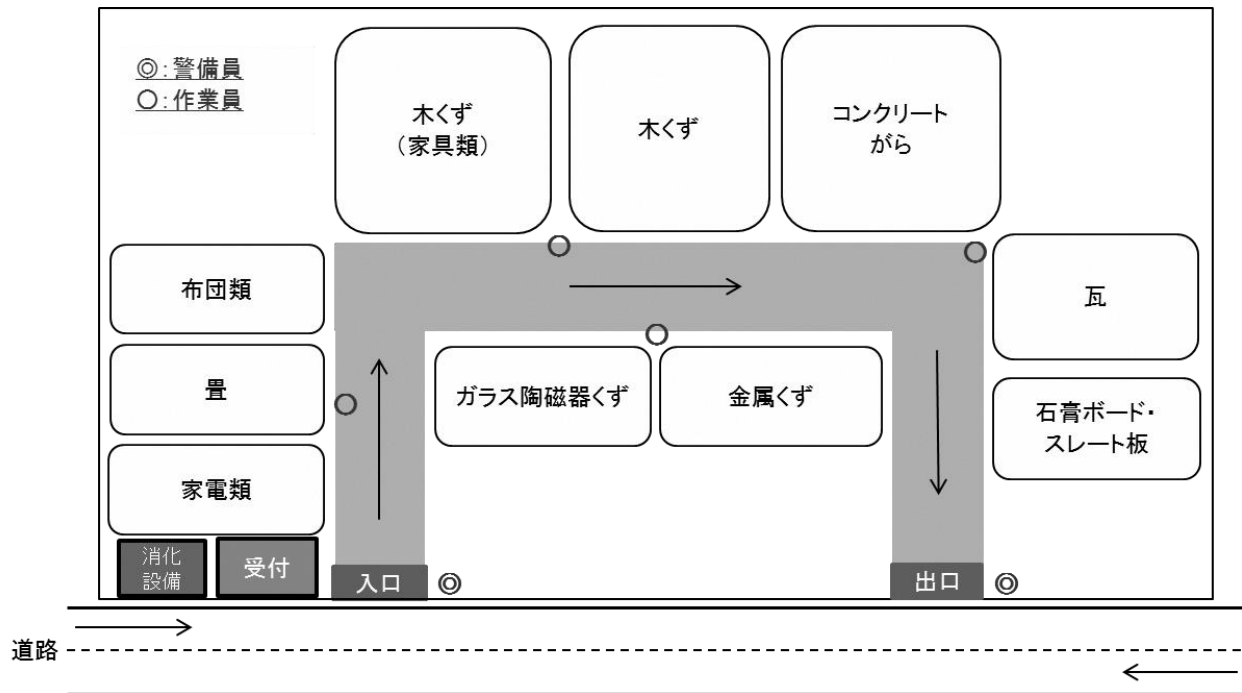 ◎:警備員
○:作業員
木くず
（家具類）
木くず
コンクリート
がら
布団類
瓦
畳
ガラス陶磁器くず
金属くず
石膏ボード・
スレート板
家電類
消化
設備
受付
入口
出口
道路